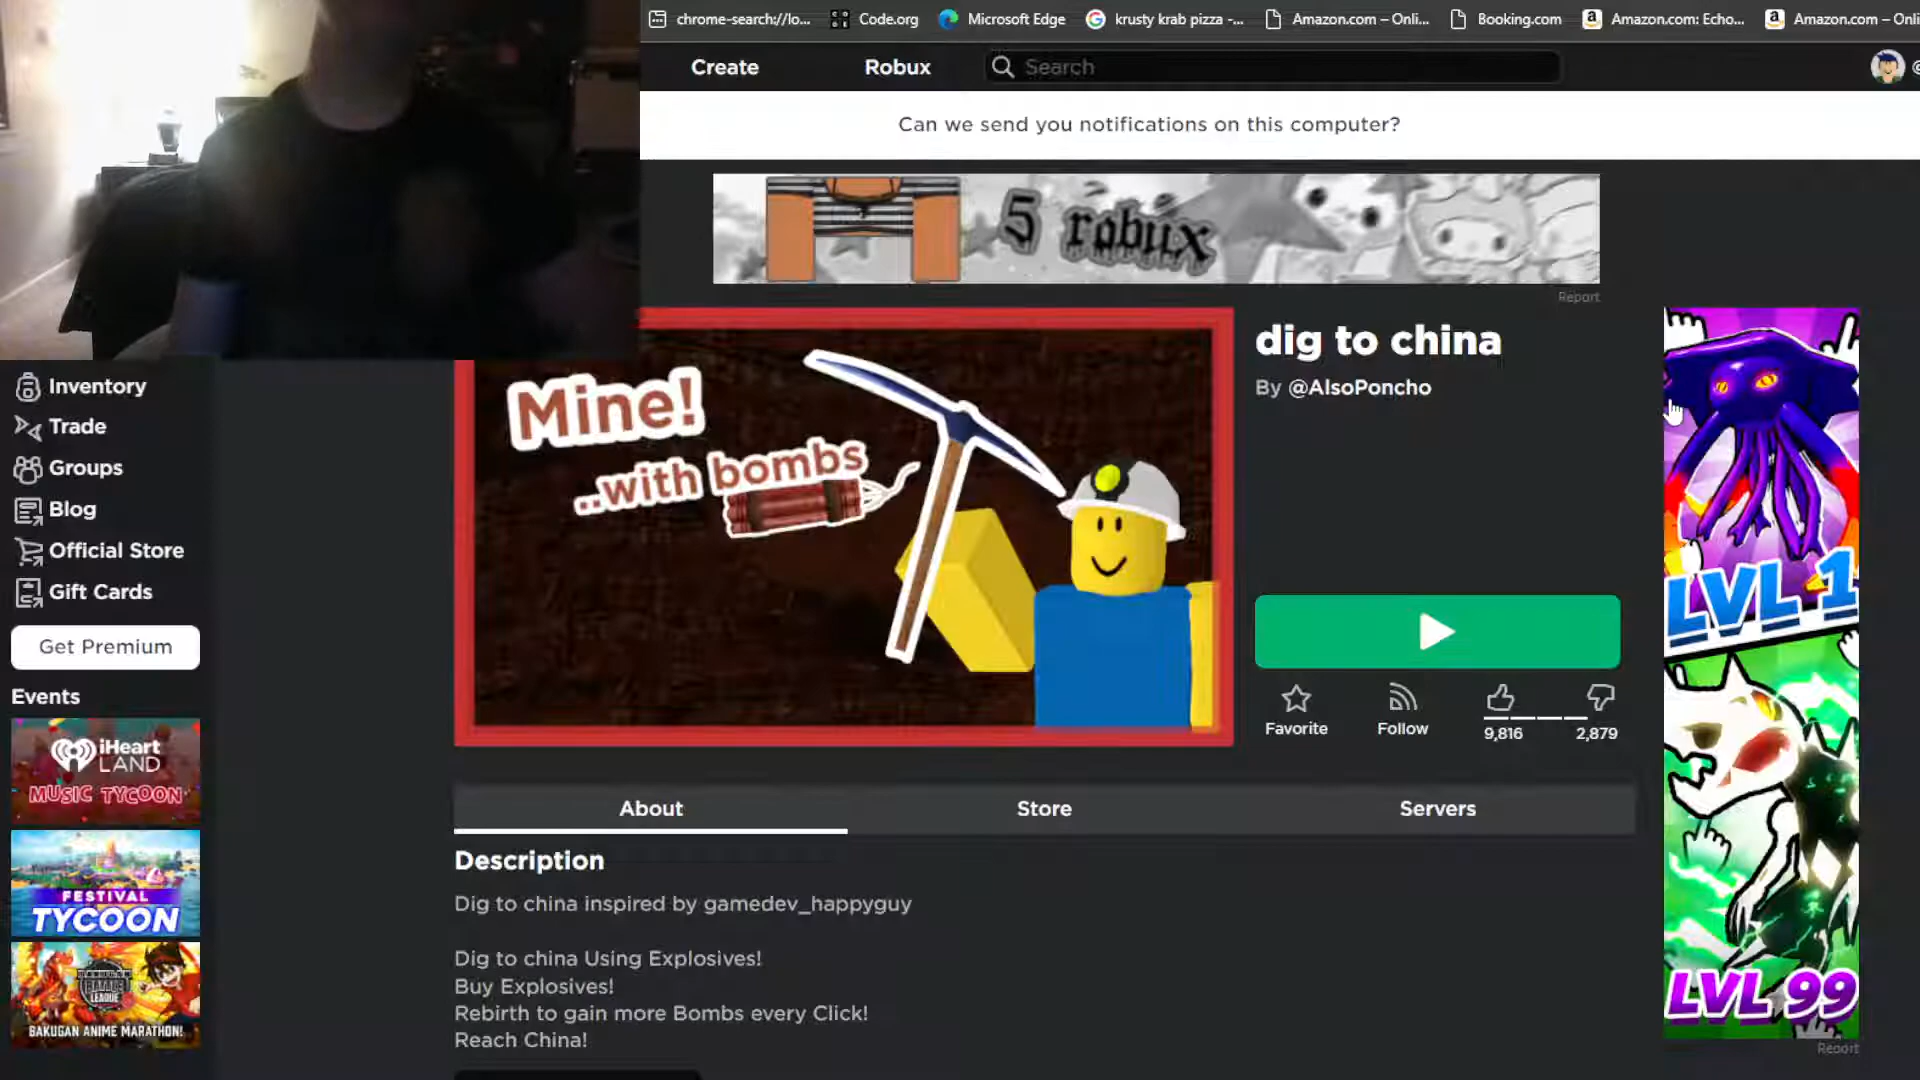 chrome-search://lo...
Code.org
Microsoft Edge
krusty krab pizza -...
Amazon.com – Onli...
Booking.com
Amazon.com: Echo...
Amazon.com – Onli
Create
Robux
Search
Can we send you notifications on this computer?
5 robux
Report
Mine!
..with bombs
dig to china
By @AlsoPoncho
Inventory
Trade
Groups
Blog
Official Store
Gift Cards
Get Premium
Events
iHeart
LAND
MUSIC TYCOON
FESTIVAL
TYCOON
LEAGUE
BAKUGAN ANIME MARATHON!
Favorite
Follow
9,816
2,879
LVL 1
LVL 99
Report
About
Store
Servers
Description
Dig to china inspired by gamedev_happyguy
Dig to china Using Explosives!
Buy Explosives!
Rebirth to gain more Bombs every Click!
Reach China!